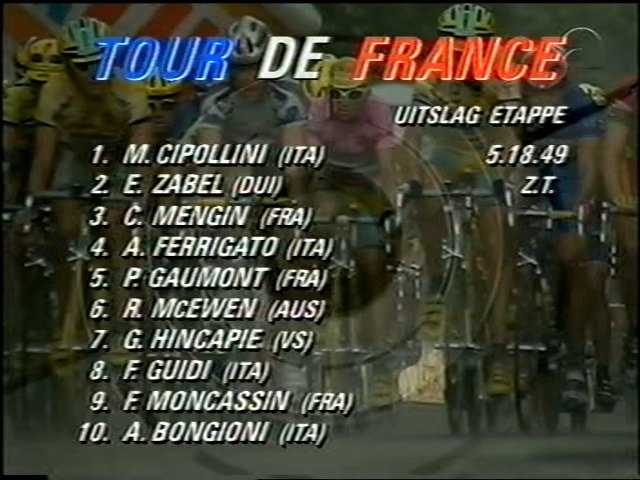 TOUR DE FRANCE
UITSLAG ETAPPE
1. M. CIPOLLINI (ITA) 5.18.49
2. E. ZABEL (DUI) Z.T.
3. C. MENGIN (FRA)
4. A. FERRIGATO (ITA)
5. P. GAUMONT (FRA)
6. R. MCEWEN (AUS)
7. G. HINCAPIE (VS)
8. F. GUIDI (ITA)
9. F. MONCASSIN (FRA)
10. A. BONGIONI (ITA)